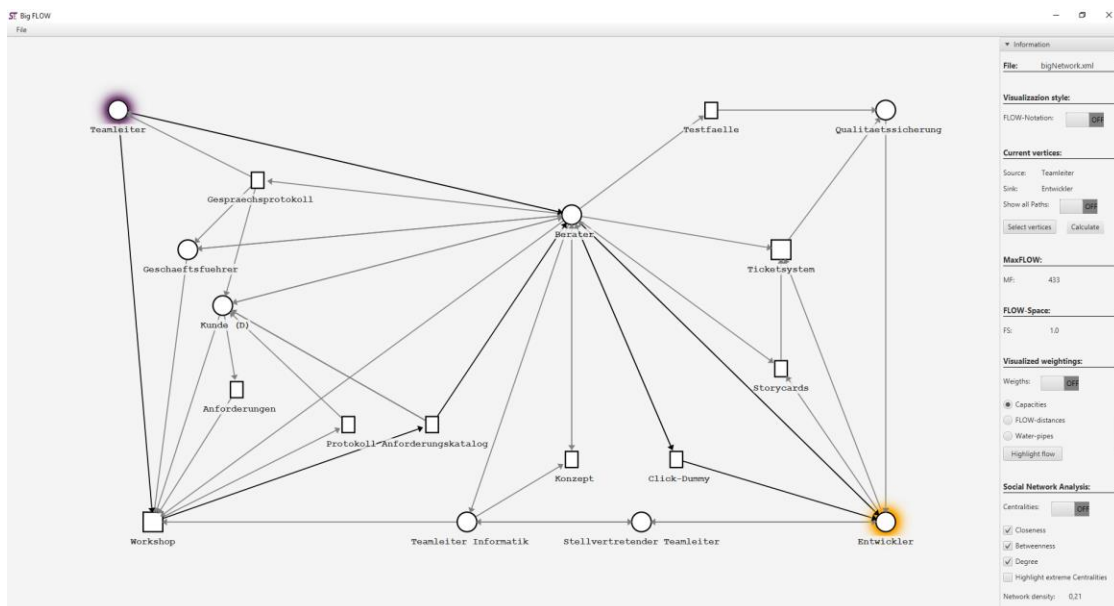 Big FLOW
File
Teamleiter
Testfaelle
Qualitaetssicherung
Gespraechsprotokoll
Berater
Geschaeftsfuehrer
Ticketsystem
Kunde (D)
Storycards
Anforderungen
Protokoll
Anforderungskatalog
Konzept
Click-Dummy
Workshop
Teamleiter Informatik
Stellvertretender Teamleiter
Entwickler
Information
File: bigNetwork.xml
Visualizazion style:
FLOW-Notation: OFF
Current vertices:
Source: Teamleiter
Sink: Entwickler
Show all Paths: OFF
Select vertices Calculate
MaxFLOW:
MF: 433
FLOW-Space:
FS: 1.0
Visualized weightings:
Weigths: OFF
Capacities
FLOW-distances
Water-pipes
Highlight flow
Social Network Analysis:
Centralities: OFF
Closeness
Betweenness
Degree
Highlight extreme Centralities
Network density: 0,21